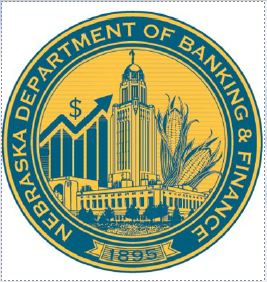 NEBRASKA DEPARTMENT OF BANKING & FINANCE
$
1895